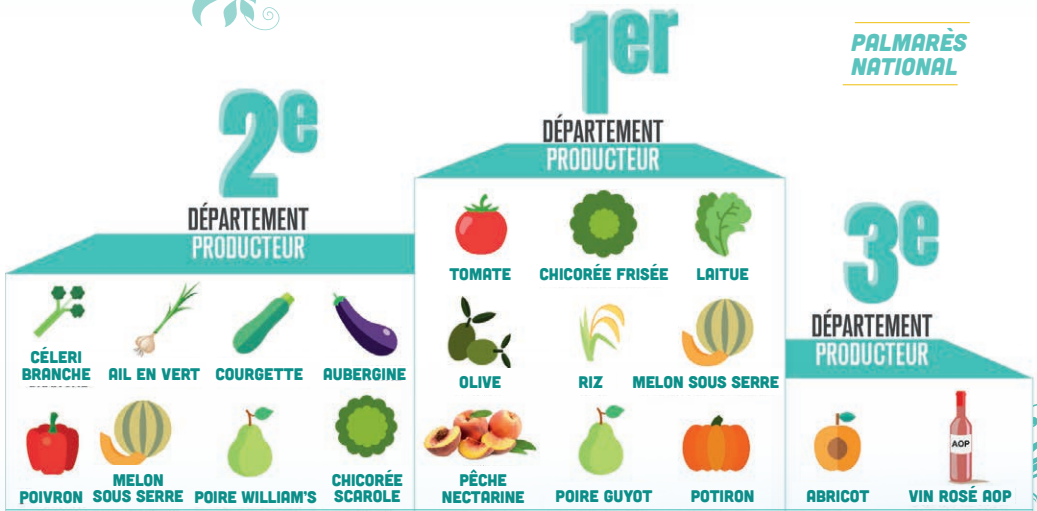 PALMARÈS
NATIONAL
1er
DÉPARTEMENT
PRODUCTEUR
TOMATE
CHICORÉE FRISÉE
LAITUE
OLIVE
RIZ
MELON SOUS SERRE
PÊCHE
NECTARINE
POIRE GUYOT
POTIRON
2e
DÉPARTEMENT
PRODUCTEUR
CÉLERI
BRANCHE
AIL EN VERT
COURGETTE
AUBERGINE
POIVRON
MELON
SOUS SERRE
POIRE WILLIAM'S
CHICORÉE
SCAROLE
3e
DÉPARTEMENT
PRODUCTEUR
ABRICOT
AOP
VIN ROSÉ AOP